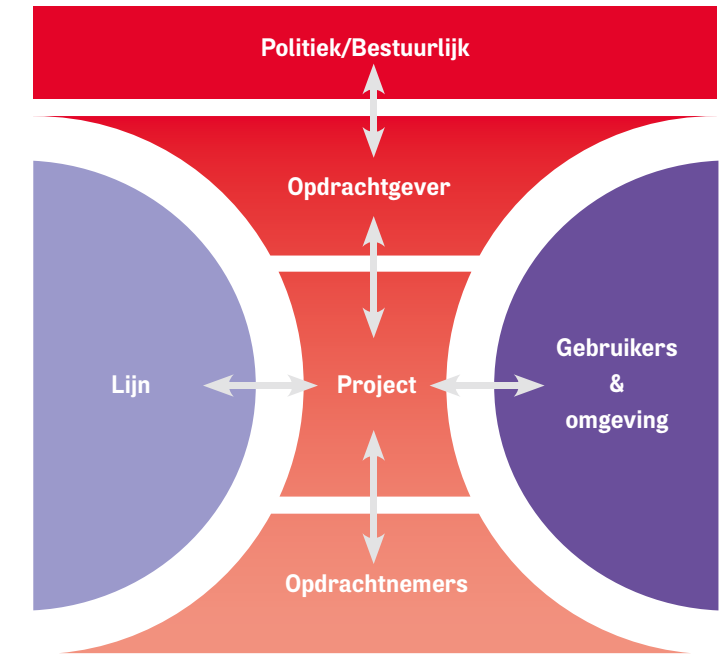 Politiek/Bestuurlijk
Opdrachtgever
Lijn
Project
Gebruikers
&
omgeving
Opdrachtnemers